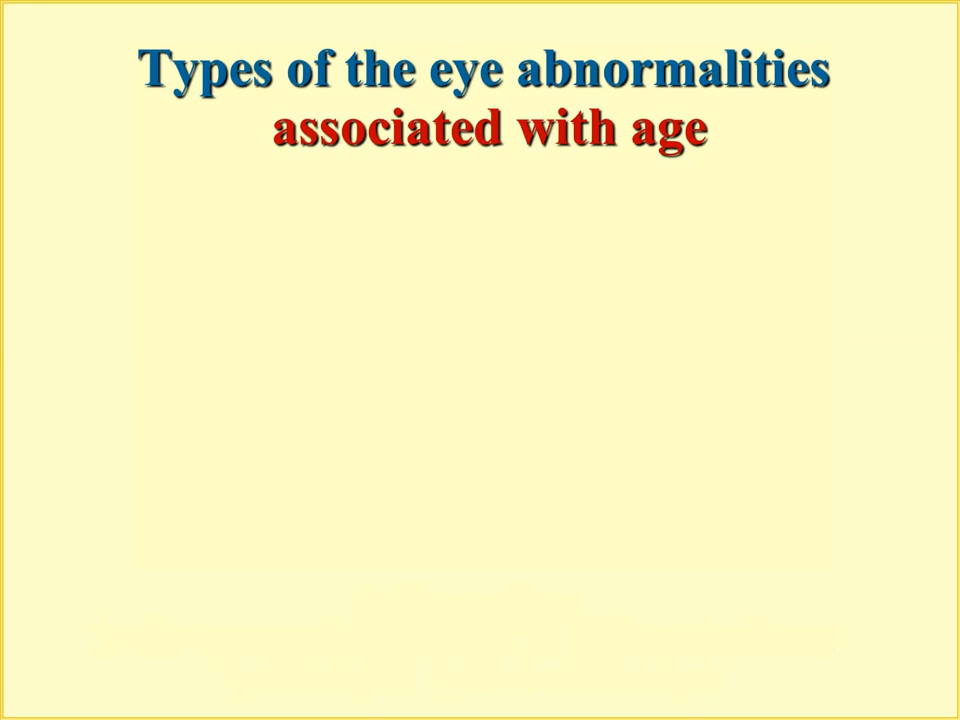 Types of the eye abnormalities
associated with age